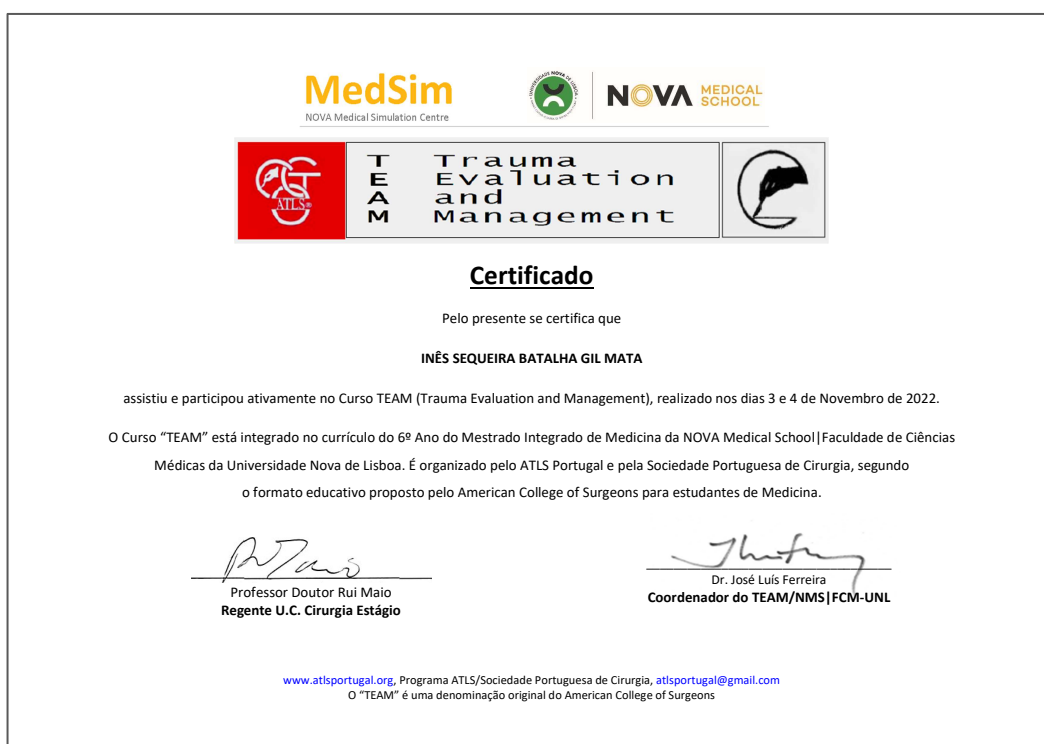 MedSim
NOVA Medical Simulation Centre
UNIVERSIDADE NOVA DE LISBOA
NOVA MEDICAL SCHOOL
ATLS®
T Trauma
E Evaluation
A and
M Management
Certificado
Pelo presente se certifica que
INÊS SEQUEIRA BATALHA GIL MATA
assistiu e participou ativamente no Curso TEAM (Trauma Evaluation and Management), realizado nos dias 3 e 4 de Novembro de 2022.
O Curso “TEAM” está integrado no currículo do 6º Ano do Mestrado Integrado de Medicina da NOVA Medical School|Faculdade de Ciências
Médicas da Universidade Nova de Lisboa. É organizado pelo ATLS Portugal e pela Sociedade Portuguesa de Cirurgia, segundo
o formato educativo proposto pelo American College of Surgeons para estudantes de Medicina.
Professor Doutor Rui Maio
Regente U.C. Cirurgia Estágio
Dr. José Luís Ferreira
Coordenador do TEAM/NMS|FCM-UNL
www.atlsportugal.org, Programa ATLS/Sociedade Portuguesa de Cirurgia, atlsportugal@gmail.com
O “TEAM” é uma denominação original do American College of Surgeons